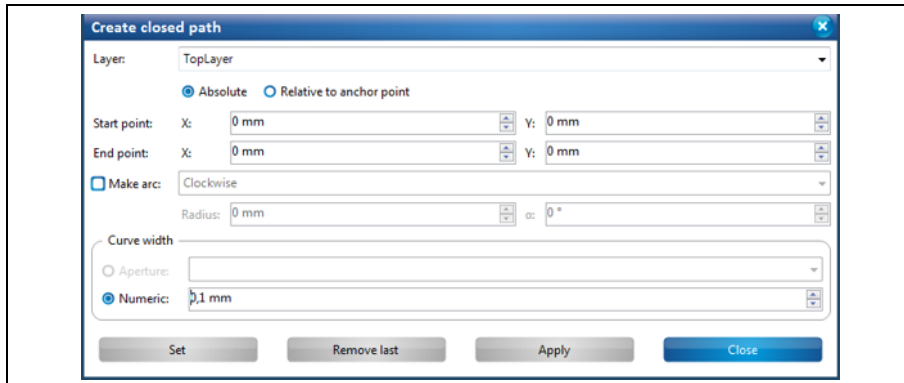 Create closed path
Layer: TopLayer
Absolute Relative to anchor point
Start point: X: 0 mm Y: 0 mm
End point: X: 0 mm Y: 0 mm
Make arc: Clockwise
Radius: 0 mm α: 0 °
Curve width
Aperture:
Numeric: 0,1 mm
Set Remove last Apply Close